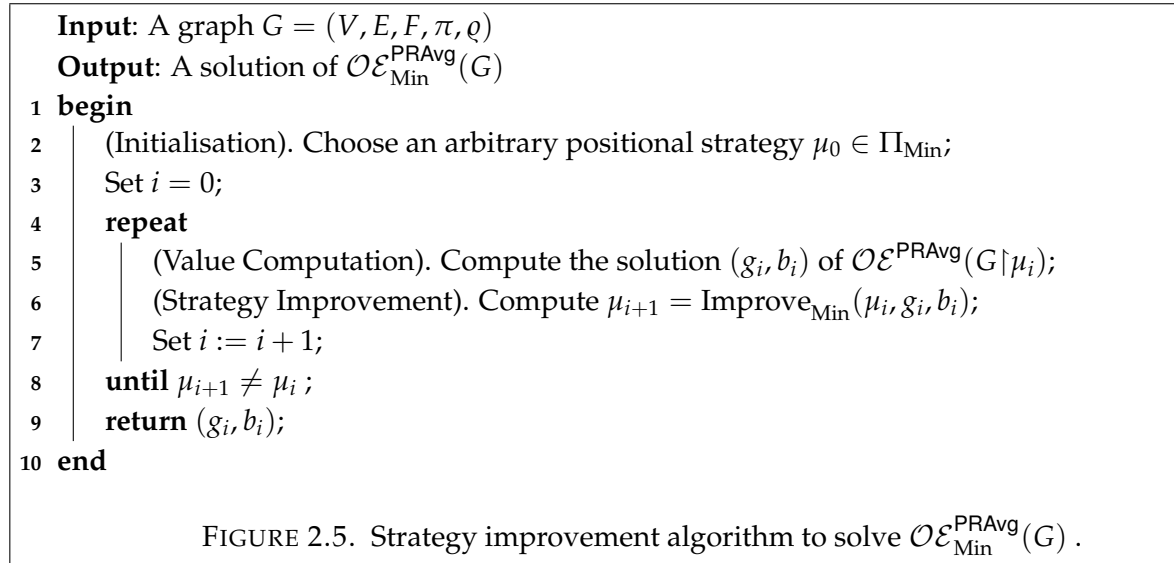 Input: A graph G = (V, E, F, π, ϱ)
Output: A solution of 𝒪ℰ_Min^PRAvg(G)
1 begin
2 (Initialisation). Choose an arbitrary positional strategy μ₀ ∈ Π_Min;
3 Set i = 0;
4 repeat
5 (Value Computation). Compute the solution (g_i, b_i) of 𝒪ℰ^PRAvg(G↾μ_i);
6 (Strategy Improvement). Compute μ_{i+1} = Improve_Min(μ_i, g_i, b_i);
7 Set i := i + 1;
8 until μ_{i+1} ≠ μ_i ;
9 return (g_i, b_i);
10 end
FIGURE 2.5. Strategy improvement algorithm to solve 𝒪ℰ_Min^PRAvg(G) .